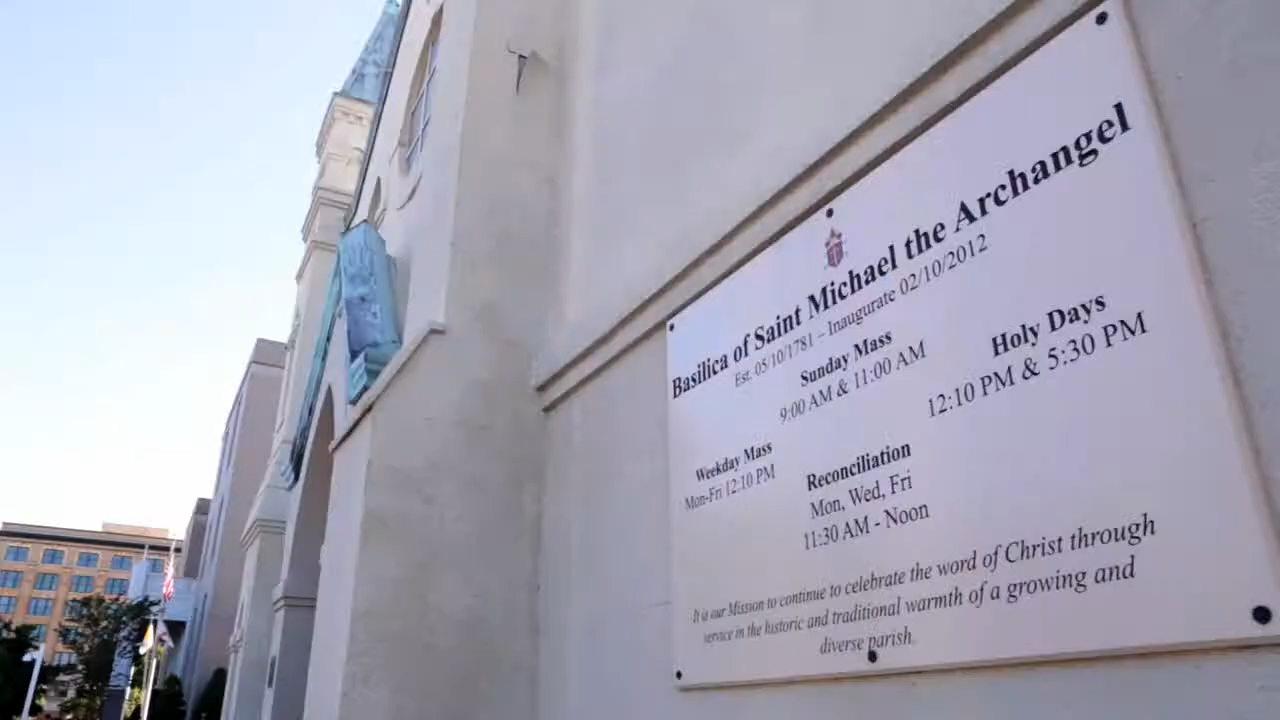 Basilica of Saint Michael the Archangel
Est. 05/10/1781 – Inaugurate 02/10/2012
Sunday Mass
9:00 AM & 11:00 AM
Holy Days
12:10 PM & 5:30 PM
Weekday Mass
Mon-Fri 12:10 PM
Reconciliation
Mon, Wed, Fri
11:30 AM - Noon
It is our Mission to continue to celebrate the word of Christ through
service in the historic and traditional warmth of a growing and
diverse parish.